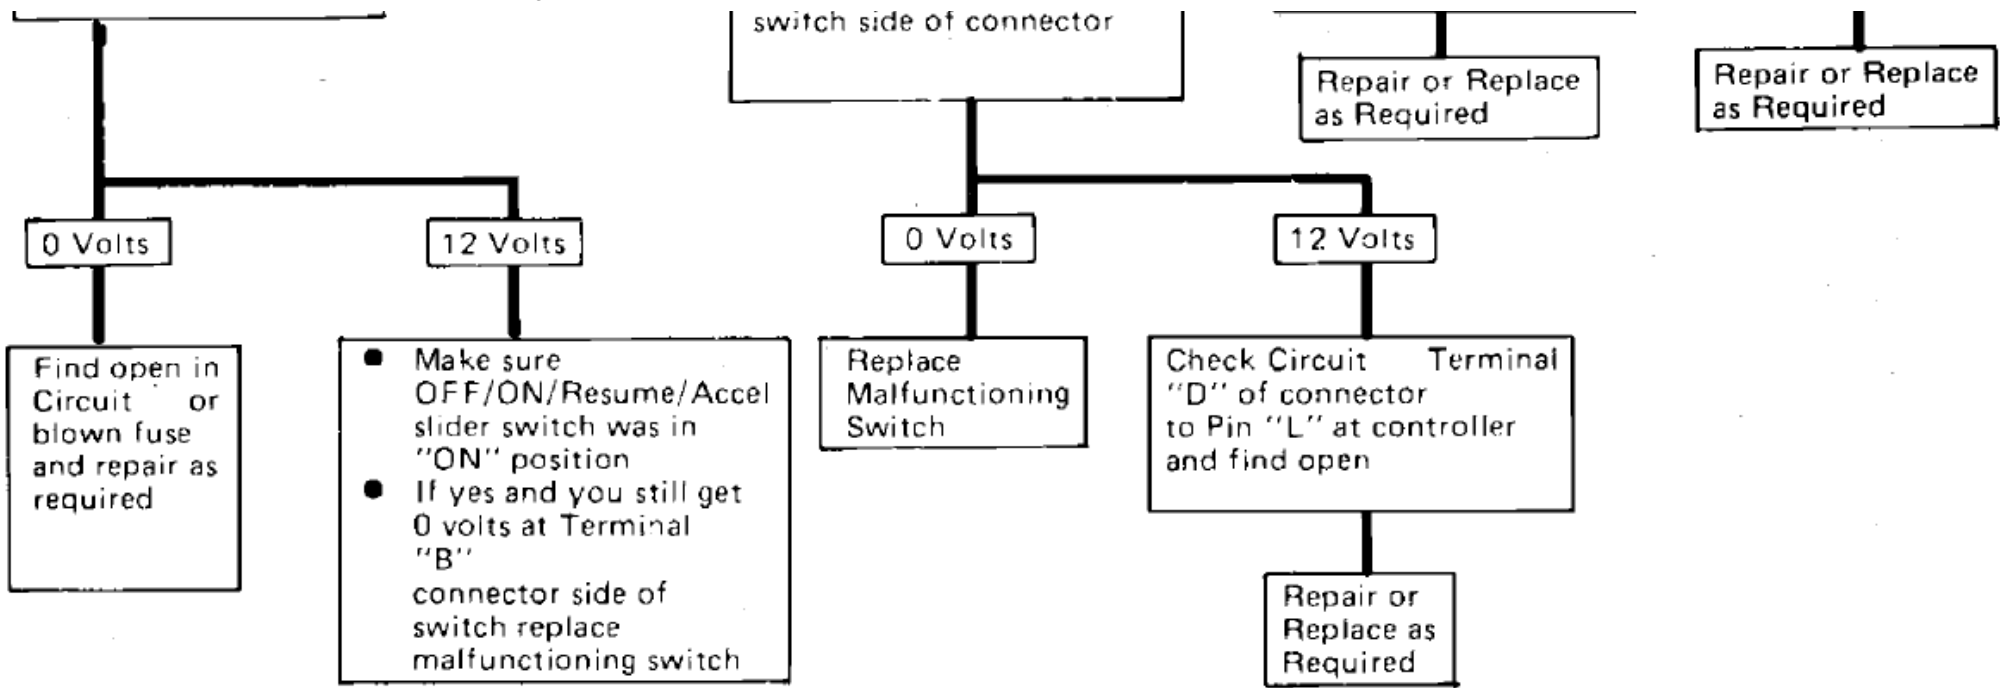 switch side of connector
Repair or Replace
as Required
Repair or Replace
as Required
0 Volts
12 Volts
0 Volts
12 Volts
Find open in
Circuit or
blown fuse
and repair as
required
● Make sure
OFF/ON/Resume/Accel
slider switch was in
"ON" position
● If yes and you still get
0 volts at Terminal
"B"
connector side of
switch replace
malfunctioning switch
Replace
Malfunctioning
Switch
Check Circuit Terminal
"D" of connector
to Pin "L" at controller
and find open
Repair or
Replace as
Required